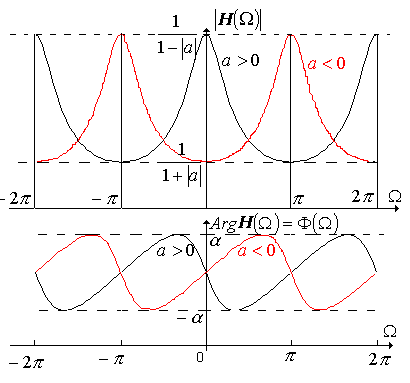 1
1−|a|
|H(Ω)|
a>0
a<0
1
1+|a|
−2π
−π
π
2π
Ω
ArgH(Ω)=Φ(Ω)
a>0
α
a<0
−α
Ω
−2π
−π
0
π
2π